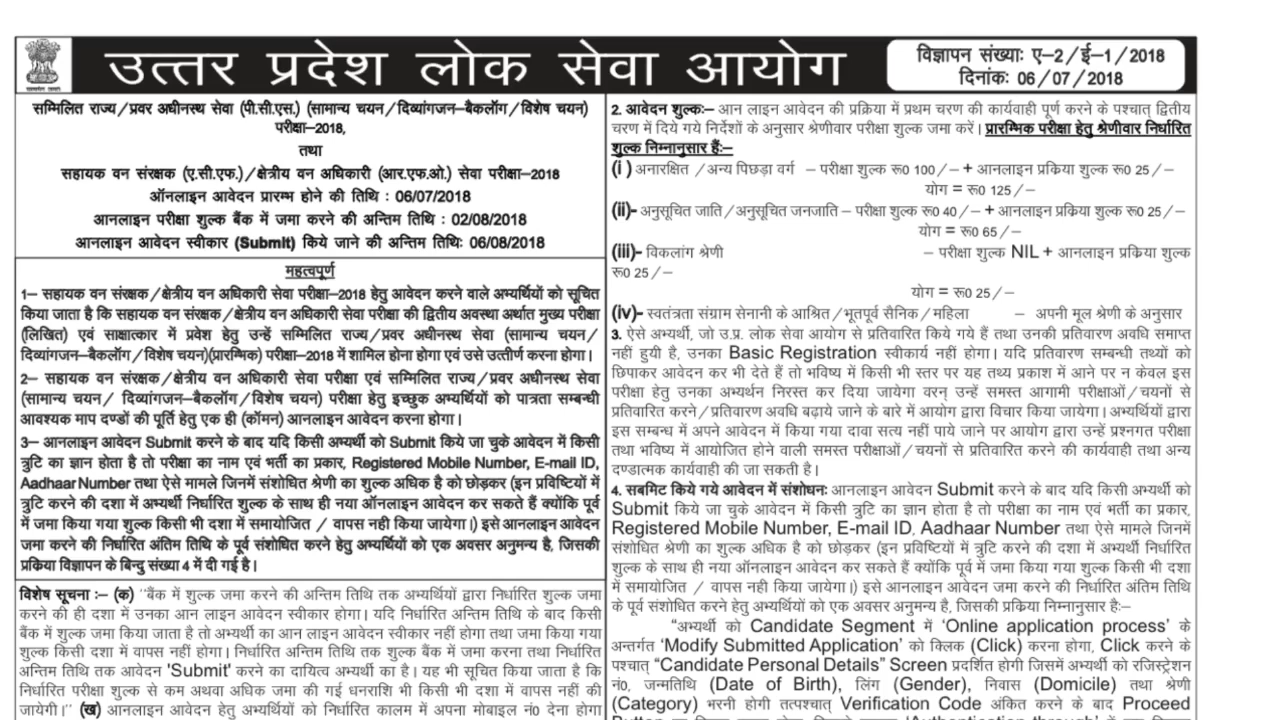 उत्तर प्रदेश लोक सेवा आयोग
विज्ञापन संख्याः ए–2/ई–1/2018
दिनांकः 06/07/2018
सम्मिलित राज्य/प्रवर अधीनस्थ सेवा (पी.सी.एस.) (सामान्य चयन/दिव्यांगजन–बैकलॉग/विशेष चयन)
परीक्षा–2018,
तथा
सहायक वन संरक्षक (ए.सी.एफ.)/क्षेत्रीय वन अधिकारी (आर.एफ.ओ.) सेवा परीक्षा–2018
ऑनलाइन आवेदन प्रारम्भ होने की तिथि : 06/07/2018
आनलाइन परीक्षा शुल्क बैंक में जमा करने की अन्तिम तिथि : 02/08/2018
आनलाइन आवेदन स्वीकार (Submit) किये जाने की अन्तिम तिथिः 06/08/2018
महत्वपूर्ण
1– सहायक वन संरक्षक/क्षेत्रीय वन अधिकारी सेवा परीक्षा–2018 हेतु आवेदन करने वाले अभ्यर्थियों को सूचित
किया जाता है कि सहायक वन संरक्षक/क्षेत्रीय वन अधिकारी सेवा परीक्षा की द्वितीय अवस्था अर्थात मुख्य परीक्षा
(लिखित) एवं साक्षात्कार में प्रवेश हेतु उन्हें सम्मिलित राज्य/प्रवर अधीनस्थ सेवा (सामान्य चयन/
दिव्यांगजन–बैकलॉग/विशेष चयन)(प्रारम्भिक) परीक्षा–2018 में शामिल होना होगा एवं उसे उत्तीर्ण करना होगा।
2– सहायक वन संरक्षक/क्षेत्रीय वन अधिकारी सेवा परीक्षा एवं सम्मिलित राज्य/प्रवर अधीनस्थ सेवा
(सामान्य चयन/ दिव्यांगजन–बैकलॉग/विशेष चयन) परीक्षा हेतु इच्छुक अभ्यर्थियों को पात्रता सम्बन्धी
आवश्यक माप दण्डों की पूर्ति हेतु एक ही (कॉमन) आनलाइन आवेदन करना होगा।
3– आनलाइन आवेदन Submit करने के बाद यदि किसी अभ्यर्थी को Submit किये जा चुके आवेदन में किसी
त्रुटि का ज्ञान होता है तो परीक्षा का नाम एवं भर्ती का प्रकार, Registered Mobile Number, E-mail ID,
Aadhaar Number तथा ऐसे मामले जिनमें संशोधित श्रेणी का शुल्क अधिक है को छोड़कर (इन प्रविष्टियों में
त्रुटि करने की दशा में अभ्यर्थी निर्धारित शुल्क के साथ ही नया ऑनलाइन आवेदन कर सकते हैं क्योंकि पूर्व
में जमा किया गया शुल्क किसी भी दशा में समायोजित / वापस नही किया जायेगा।) इसे आनलाइन आवेदन
जमा करने की निर्धारित अंतिम तिथि के पूर्व संशोधित करने हेतु अभ्यर्थियों को एक अवसर अनुमन्य है, जिसकी
प्रक्रिया विज्ञापन के बिन्दु संख्या 4 में दी गई है।
विशेष सूचना :– (क) ''बैंक में शुल्क जमा करने की अन्तिम तिथि तक अभ्यर्थियों द्वारा निर्धारित शुल्क जमा
करने की ही दशा में उनका आन लाइन आवेदन स्वीकार होगा। यदि निर्धारित अन्तिम तिथि के बाद किसी
बैंक में शुल्क जमा किया जाता है तो अभ्यर्थी का आन लाइन आवेदन स्वीकार नहीं होगा तथा जमा किया गया
शुल्क किसी दशा में वापस नहीं होगा। निर्धारित अन्तिम तिथि तक शुल्क बैंक में जमा करना तथा निर्धारित
अन्तिम तिथि तक आवेदन 'Submit' करने का दायित्व अभ्यर्थी का है। यह भी सूचित किया जाता है कि
निर्धारित परीक्षा शुल्क से कम अथवा अधिक जमा की गई धनराशि भी किसी भी दशा में वापस नहीं की
जायेगी।'' (ख) आनलाइन आवेदन हेतु अभ्यर्थियों को निर्धारित कालम में अपना मोबाइल नं0 देना होगा
2. आवेदन शुल्कः– आन लाइन आवेदन की प्रक्रिया में प्रथम चरण की कार्यवाही पूर्ण करने के पश्चात् द्वितीय
चरण में दिये गये निर्देशों के अनुसार श्रेणीवार परीक्षा शुल्क जमा करें। प्रारम्भिक परीक्षा हेतु श्रेणीवार निर्धारित
शुल्क निम्नानुसार हैंः–
(i ) अनारक्षित/अन्य पिछड़ा वर्ग – परीक्षा शुल्क रू0 100/– + आनलाइन प्रक्रिया शुल्क रू0 25/–
योग = रू0 125/–
(ii)- अनुसूचित जाति/अनुसूचित जनजाति – परीक्षा शुल्क रू0 40/– + आनलाइन प्रक्रिया शुल्क रू0 25/–
योग = रू0 65/–
(iii)- विकलांग श्रेणी – परीक्षा शुल्क NIL + आनलाइन प्रक्रिया शुल्क
रू0 25/–
योग = रू0 25/–
(iv)- स्वतंत्रता संग्राम सेनानी के आश्रित/भूतपूर्व सैनिक/महिला – अपनी मूल श्रेणी के अनुसार
3. ऐसे अभ्यर्थी, जो उ.प्र. लोक सेवा आयोग से प्रतिवारित किये गये हैं तथा उनकी प्रतिवारण अवधि समाप्त
नहीं हुयी है, उनका Basic Registration स्वीकार्य नहीं होगा। यदि प्रतिवारण सम्बन्धी तथ्यों को
छिपाकर आवेदन कर भी देते हैं तो भविष्य में किसी भी स्तर पर यह तथ्य प्रकाश में आने पर न केवल इस
परीक्षा हेतु उनका अभ्यर्थन निरस्त कर दिया जायेगा वरन् उन्हें समस्त आगामी परीक्षाओं/चयनों से
प्रतिवारित करने/प्रतिवारण अवधि बढ़ाये जाने के बारे में आयोग द्वारा विचार किया जायेगा। अभ्यर्थियों द्वारा
इस सम्बन्ध में अपने आवेदन में किया गया दावा सत्य नहीं पाये जाने पर आयोग द्वारा उन्हें प्रश्नगत परीक्षा
तथा भविष्य में आयोजित होने वाली समस्त परीक्षाओं/चयनों से प्रतिवारित करने की कार्यवाही तथा अन्य
दण्डात्मक कार्यवाही की जा सकती है।
4. सबमिट किये गये आवेदन में संशोधनः आनलाइन आवेदन Submit करने के बाद यदि किसी अभ्यर्थी को
Submit किये जा चुके आवेदन में किसी त्रुटि का ज्ञान होता है तो परीक्षा का नाम एवं भर्ती का प्रकार,
Registered Mobile Number, E-mail ID, Aadhaar Number तथा ऐसे मामले जिनमें
संशोधित श्रेणी का शुल्क अधिक है को छोड़कर (इन प्रविष्टियों में त्रुटि करने की दशा में अभ्यर्थी निर्धारित
शुल्क के साथ ही नया ऑनलाइन आवेदन कर सकते हैं क्योंकि पूर्व में जमा किया गया शुल्क किसी भी दशा
में समायोजित / वापस नही किया जायेगा।) इसे आनलाइन आवेदन जमा करने की निर्धारित अंतिम तिथि
के पूर्व संशोधित करने हेतु अभ्यर्थियों को एक अवसर अनुमन्य है, जिसकी प्रक्रिया निम्नानुसार हैः–
“अभ्यर्थी को Candidate Segment में ‘Online application process’ के
अन्तर्गत ‘Modify Submitted Application’ को क्लिक (Click) करना होगा, Click करने के
पश्चात् “Candidate Personal Details” Screen प्रदर्शित होगी जिसमें अभ्यर्थी को रजिस्ट्रेशन
नं0, जन्मतिथि (Date of Birth), लिंग (Gender), निवास (Domicile) तथा श्रेणी
(Category) भरनी होगी तत्पश्चात् Verification Code अंकित करने के बाद Proceed